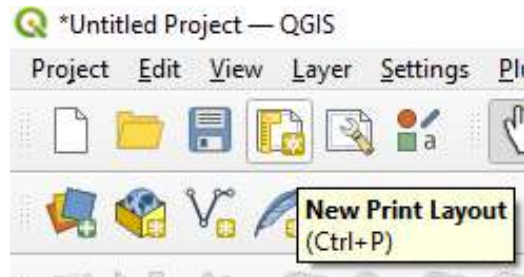 *Untitled Project — QGIS
Project Edit View Layer Settings
a
New Print Layout
(Ctrl+P)